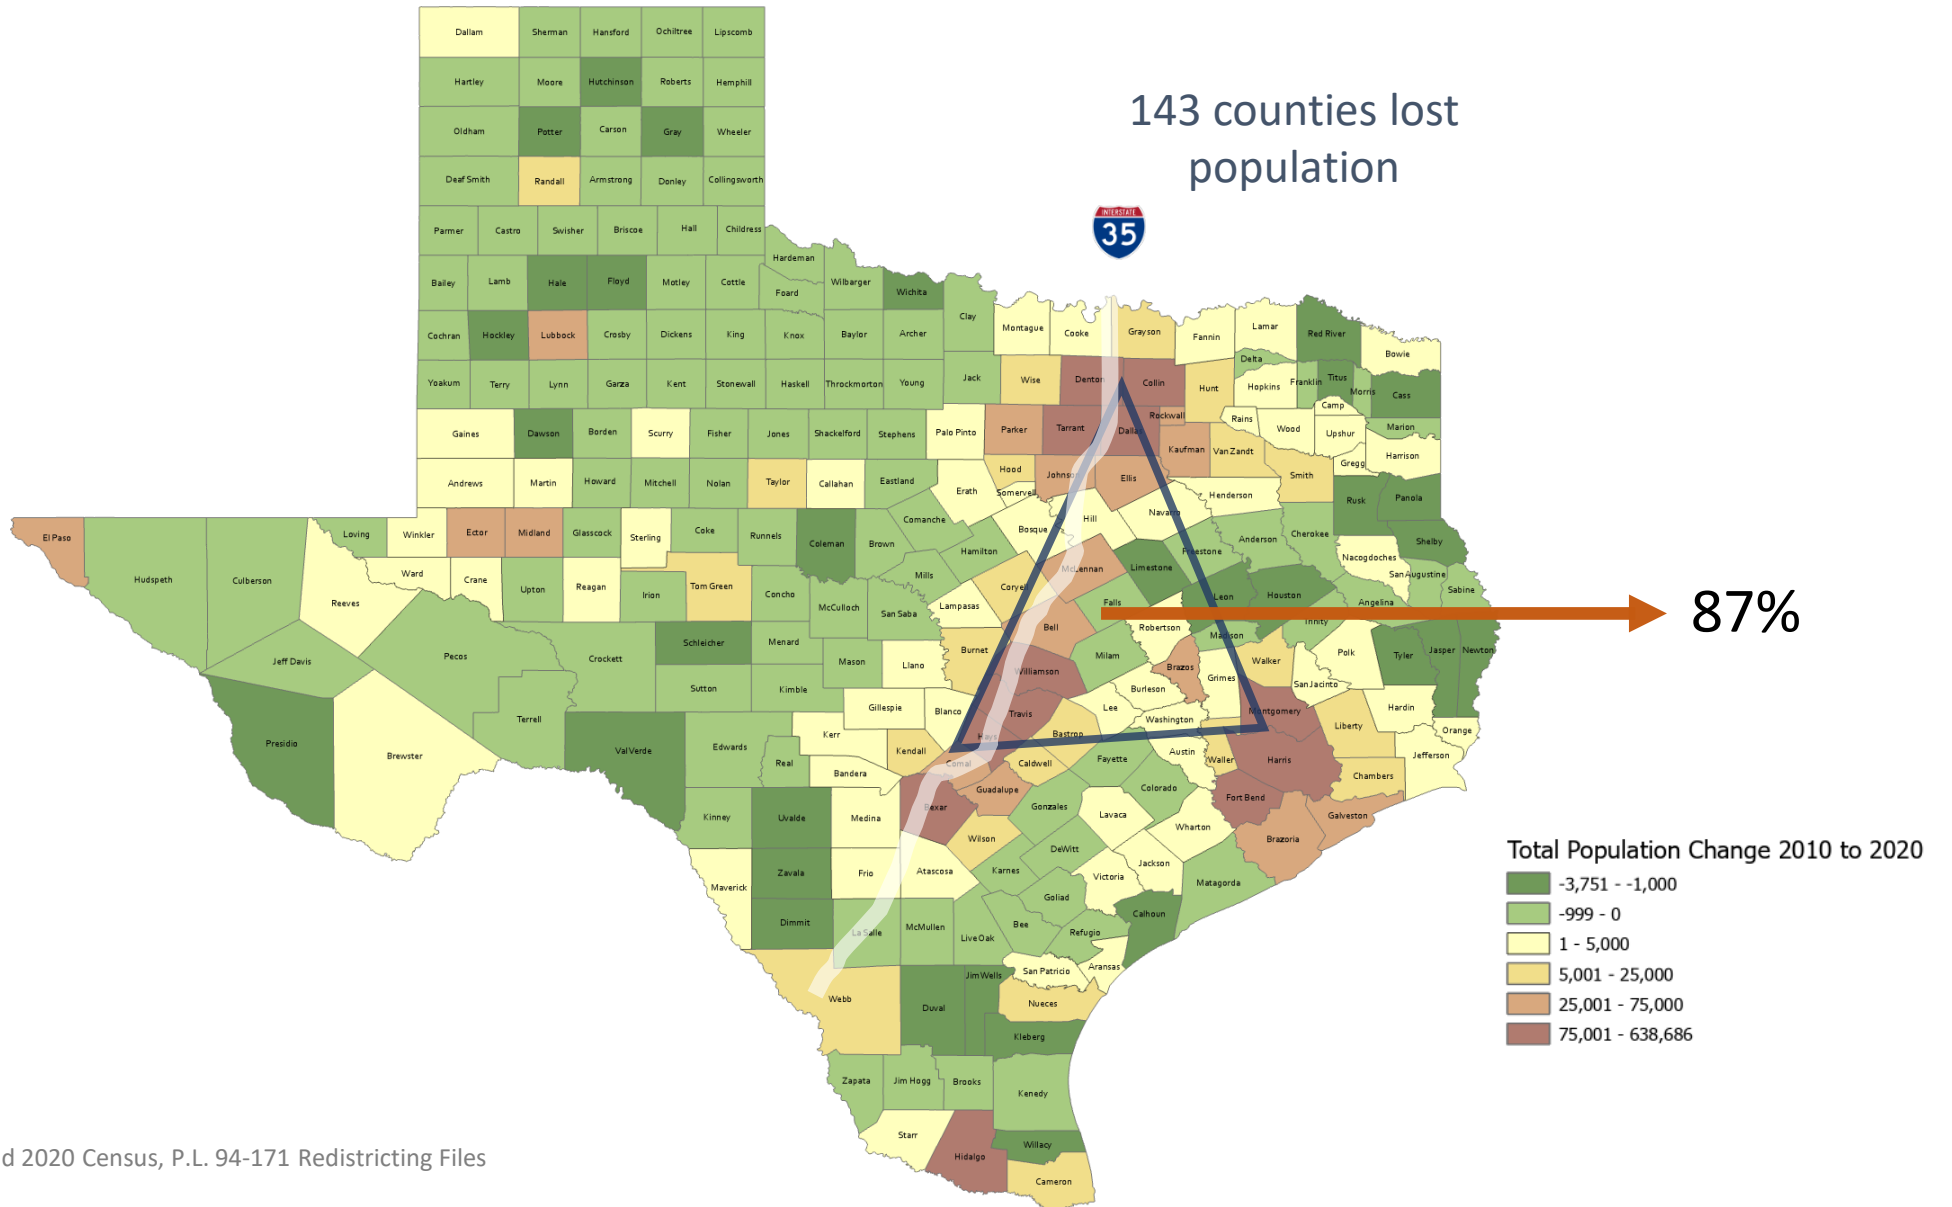 Dallam
Sherman
Hansford
Ochiltree
Lipscomb
Hartley
Moore
Hutchinson
Roberts
Hemphill
Oldham
Potter
Carson
Gray
Wheeler
Deaf Smith
Randall
Armstrong
Donley
Collingsworth
Parmer
Castro
Swisher
Briscoe
Hall
Childress
143 counties lost
population
INTERSTATE
35
Hardeman
Bailey
Lamb
Hale
Floyd
Motley
Cottle
Foard
Wilbarger
Wichita
Clay
Cochran
Hockley
Lubbock
Crosby
Dickens
King
Knox
Baylor
Archer
Montague
Cooke
Grayson
Fannin
Lamar
Red River
Bowie
Yoakum
Terry
Lynn
Garza
Kent
Stonewall
Haskell
Throckmorton
Young
Jack
Wise
Denton
Collin
Hunt
Delta
Hopkins
Franklin
Titus
Morris
Cass
Camp
Gaines
Dawson
Borden
Scurry
Fisher
Jones
Shackelford
Stephens
Palo Pinto
Parker
Tarrant
Dallas
Rockwall
Kaufman
Rains
Wood
Upshur
Marion
Van Zandt
Gregg
Harrison
Andrews
Martin
Howard
Mitchell
Nolan
Taylor
Callahan
Eastland
Erath
Hood
Somervell
Johnson
Ellis
Henderson
Smith
Rusk
Panola
El Paso
Hudspeth
Culberson
Loving
Winkler
Ector
Midland
Glasscock
Sterling
Coke
Runnels
Coleman
Brown
Comanche
Hamilton
Bosque
Hill
Navarro
Freestone
Anderson
Cherokee
Nacogdoches
Shelby
Reeves
Ward
Crane
Upton
Reagan
Irion
Tom Green
Concho
McCulloch
Mills
San Saba
Lampasas
Coryell
McLennan
Limestone
Falls
Leon
Houston
Angelina
San Augustine
Sabine
Trinity
87%
Jeff Davis
Pecos
Crockett
Schleicher
Menard
Mason
Llano
Burnet
Bell
Milam
Robertson
Madison
Walker
Polk
Tyler
Jasper
Newton
Sutton
Kimble
Gillespie
Blanco
Williamson
Travis
Burleson
Brazos
Grimes
San Jacinto
Lee
Washington
Montgomery
Liberty
Hardin
Orange
Presidio
Brewster
Terrell
Val Verde
Edwards
Real
Kerr
Bandera
Kendall
Hays
Comal
Bastrop
Caldwell
Fayette
Austin
Waller
Harris
Chambers
Jefferson
Kinney
Uvalde
Medina
Bexar
Guadalupe
Gonzales
Lavaca
Colorado
Wharton
Fort Bend
Brazoria
Galveston
Maverick
Zavala
Frio
Atascosa
Wilson
Karnes
DeWitt
Victoria
Jackson
Matagorda
Dimmit
La Salle
McMullen
Live Oak
Bee
Goliad
Refugio
Calhoun
Aransas
San Patricio
Webb
Duval
Jim Wells
Nueces
Kleberg
Zapata
Jim Hogg
Brooks
Kenedy
Starr
Hidalgo
Willacy
Cameron
Total Population Change 2010 to 2020
-3,751 - -1,000
-999 - 0
1 - 5,000
5,001 - 25,000
25,001 - 75,000
75,001 - 638,686
d 2020 Census, P.L. 94-171 Redistricting Files